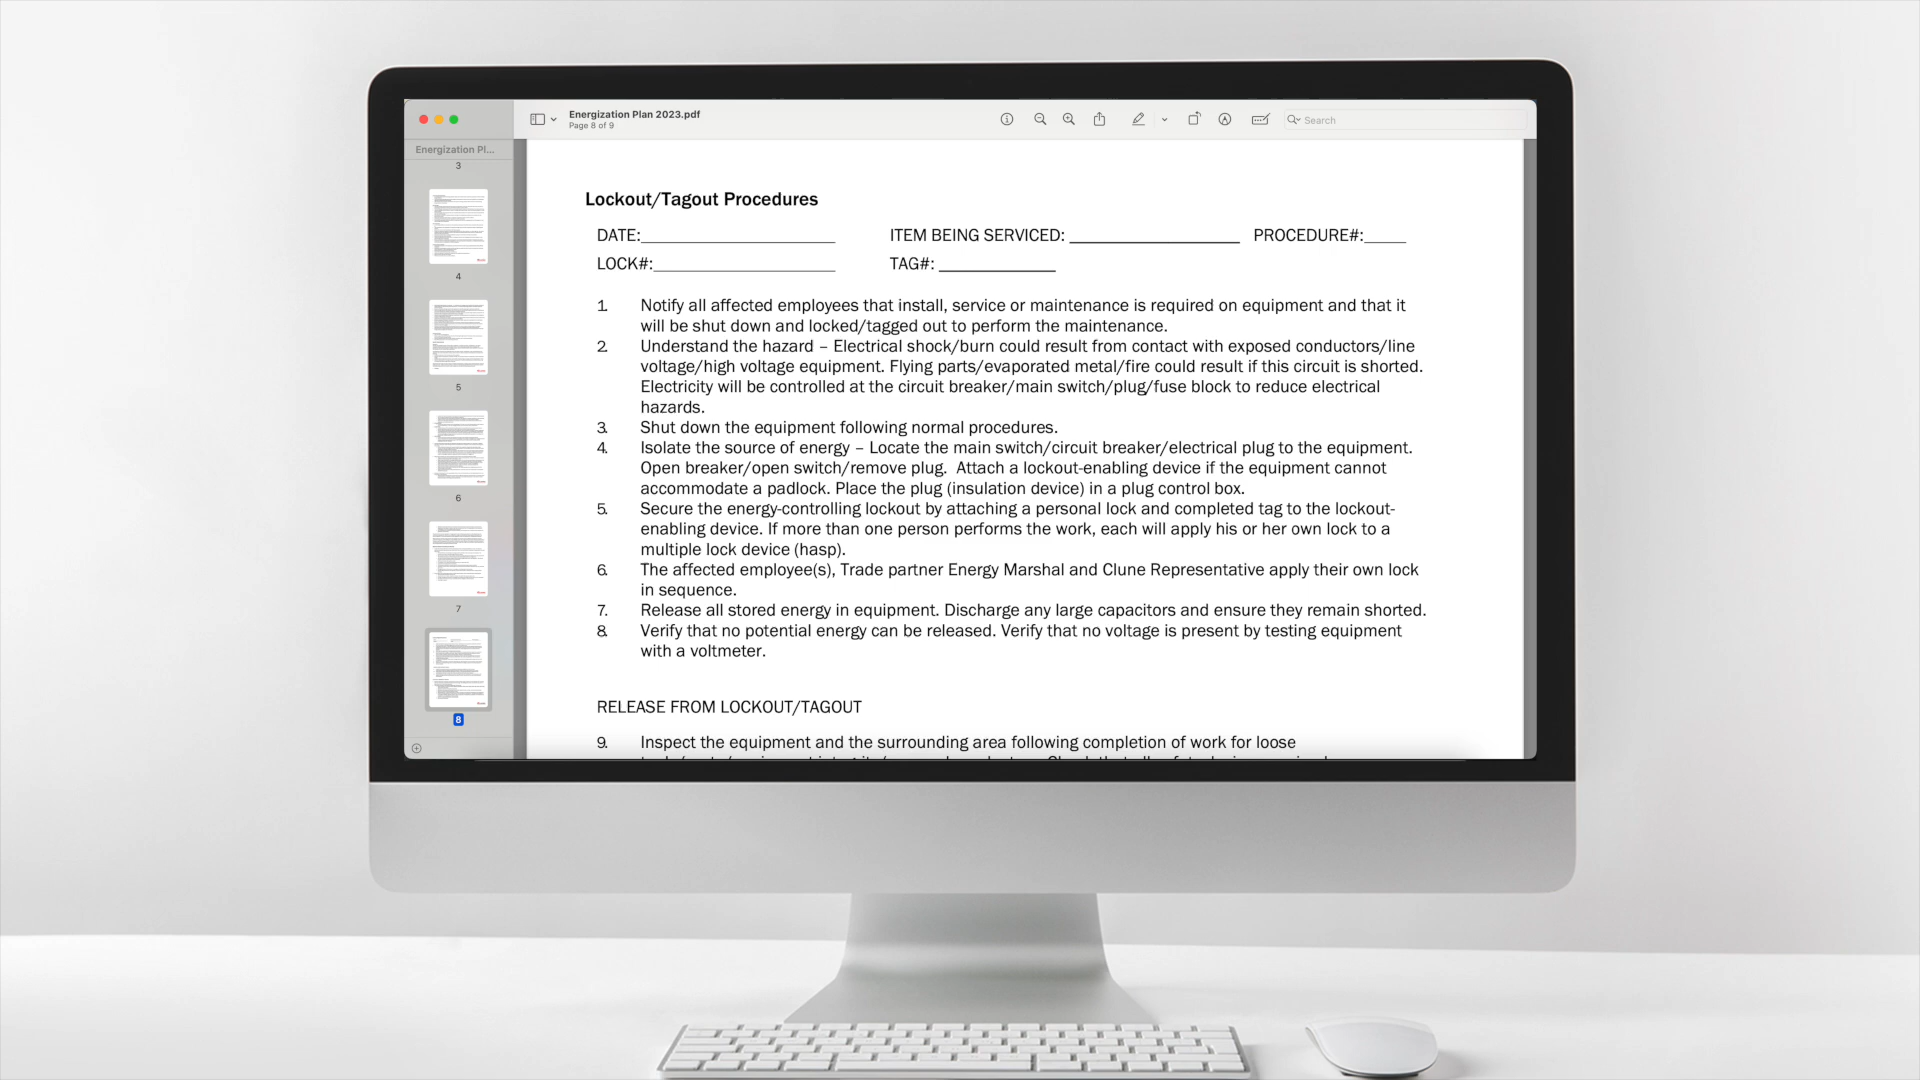 Energization Plan 2023.pdf
Page 8 of 9
Search
Energization Pl...
3
4
5
6
7
8
Lockout/Tagout Procedures
DATE:____________________ ITEM BEING SERVICED: __________________ PROCEDURE#:_____
LOCK#:___________________ TAG#: ____________
1. Notify all affected employees that install, service or maintenance is required on equipment and that it
will be shut down and locked/tagged out to perform the maintenance.
2. Understand the hazard – Electrical shock/burn could result from contact with exposed conductors/line
voltage/high voltage equipment. Flying parts/evaporated metal/fire could result if this circuit is shorted.
Electricity will be controlled at the circuit breaker/main switch/plug/fuse block to reduce electrical
hazards.
3. Shut down the equipment following normal procedures.
4. Isolate the source of energy – Locate the main switch/circuit breaker/electrical plug to the equipment.
Open breaker/open switch/remove plug. Attach a lockout-enabling device if the equipment cannot
accommodate a padlock. Place the plug (insulation device) in a plug control box.
5. Secure the energy-controlling lockout by attaching a personal lock and completed tag to the lockout-
enabling device. If more than one person performs the work, each will apply his or her own lock to a
multiple lock device (hasp).
6. The affected employee(s), Trade partner Energy Marshal and Clune Representative apply their own lock
in sequence.
7. Release all stored energy in equipment. Discharge any large capacitors and ensure they remain shorted.
8. Verify that no potential energy can be released. Verify that no voltage is present by testing equipment
with a voltmeter.
RELEASE FROM LOCKOUT/TAGOUT
9. Inspect the equipment and the surrounding area following completion of work for loose